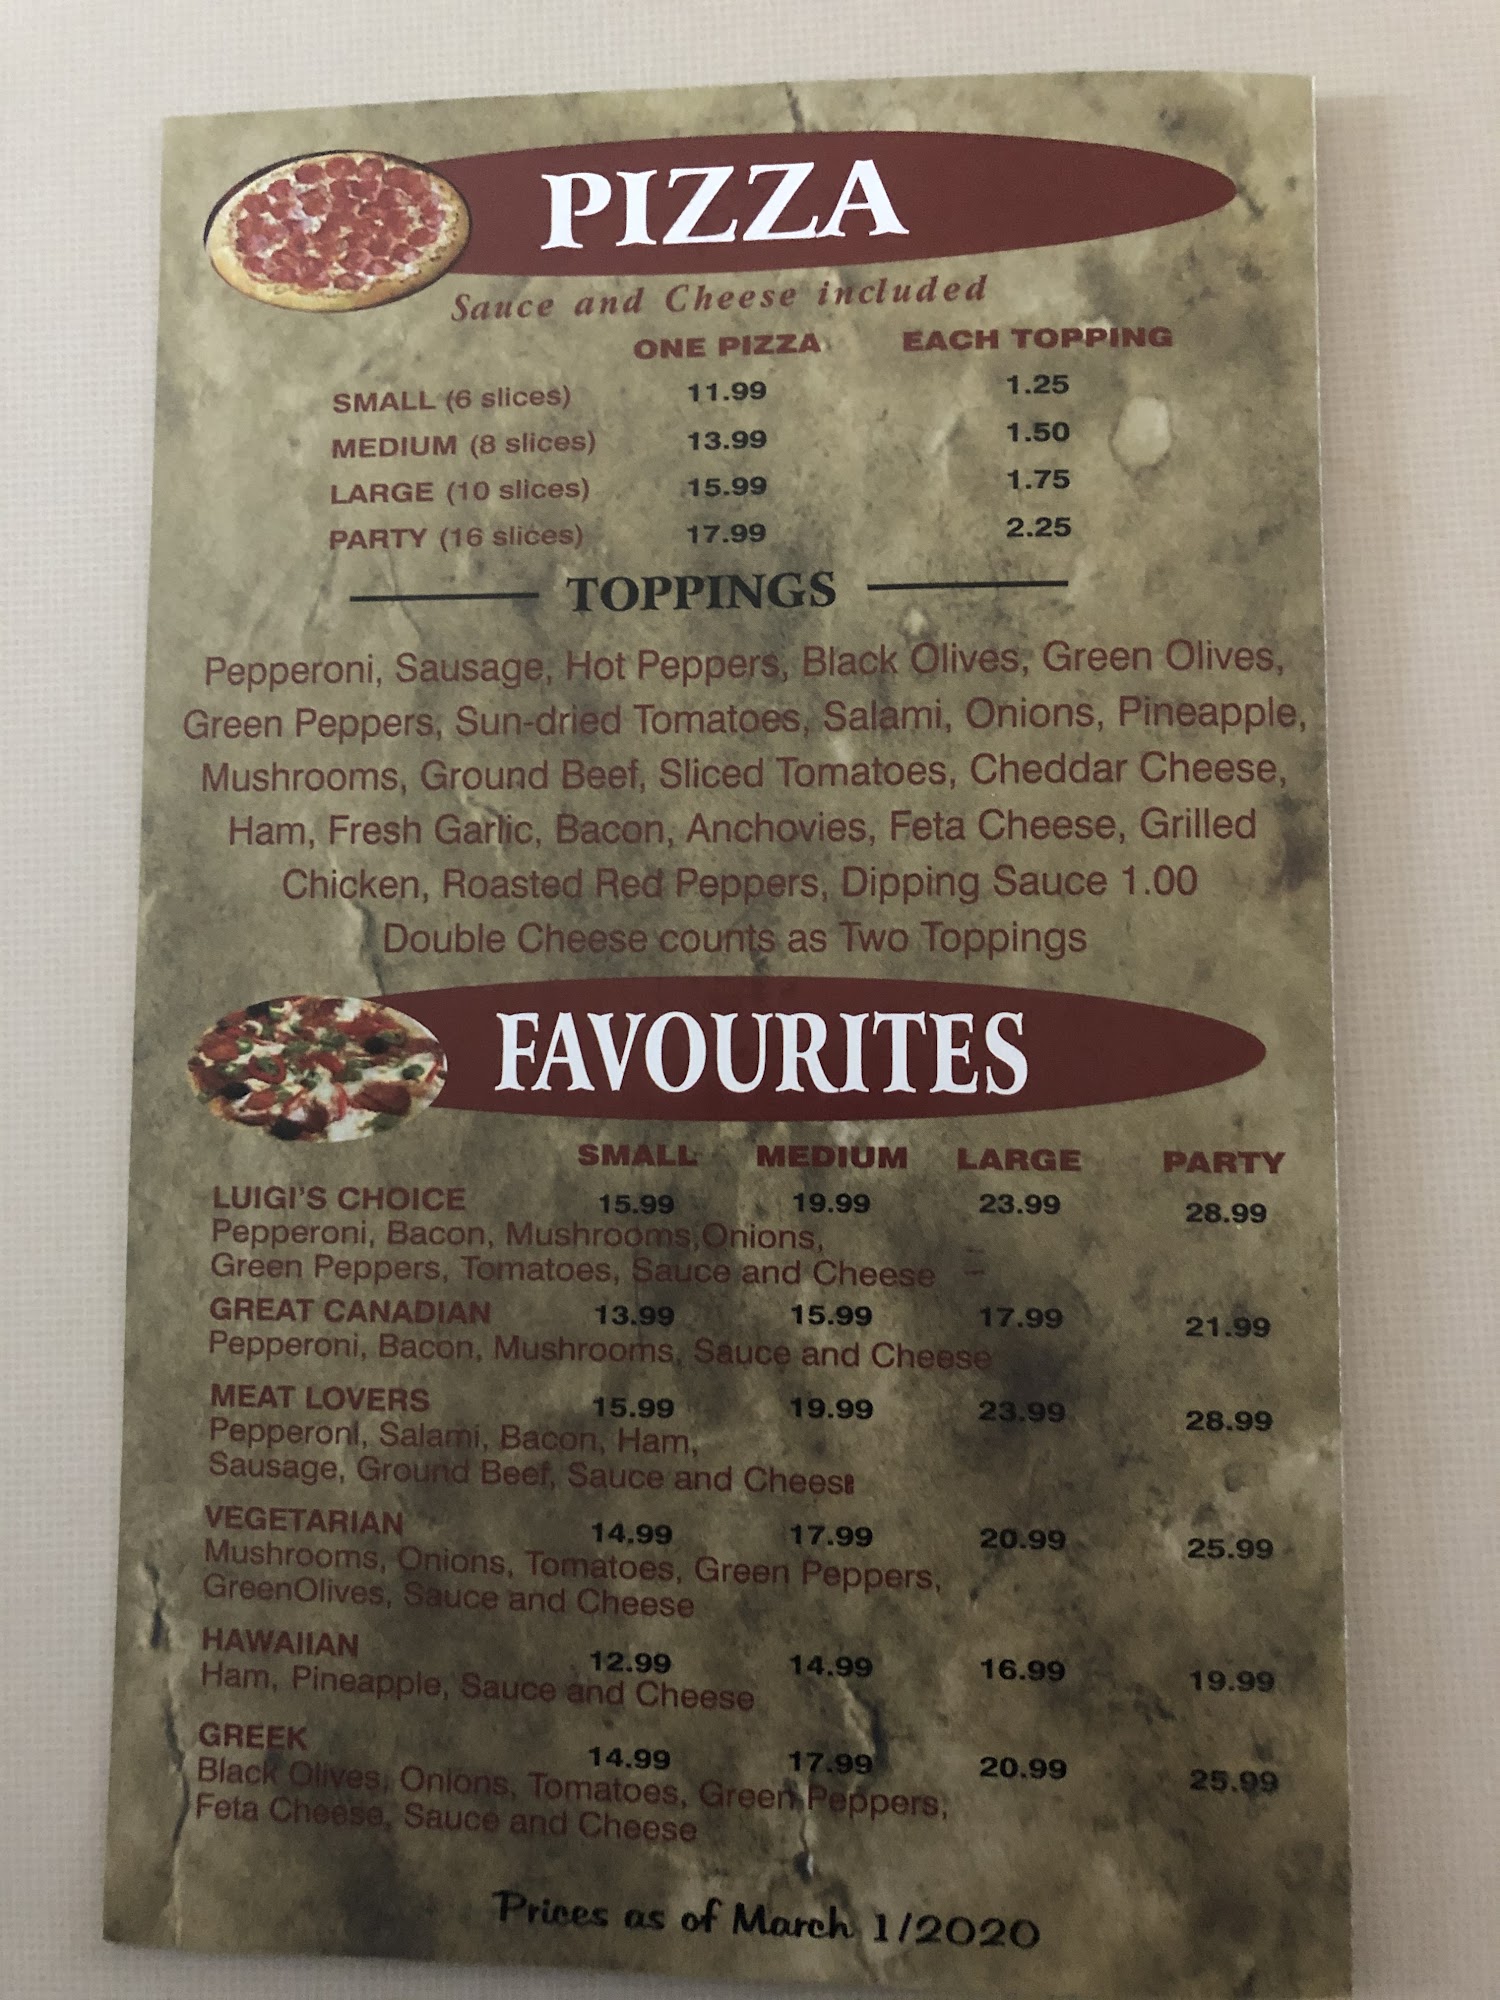 PIZZA
Sauce and Cheese included
ONE PIZZA EACH TOPPING
SMALL (6 slices) 11.99 1.25
MEDIUM (8 slices) 13.99 1.50
LARGE (10 slices) 15.99 1.75
PARTY (16 slices) 17.99 2.25
TOPPINGS
Pepperoni, Sausage, Hot Peppers, Black Olives, Green Olives,
Green Peppers, Sun-dried Tomatoes, Salami, Onions, Pineapple,
Mushrooms, Ground Beef, Sliced Tomatoes, Cheddar Cheese,
Ham, Fresh Garlic, Bacon, Anchovies, Feta Cheese, Grilled
Chicken, Roasted Red Peppers, Dipping Sauce 1.00
Double Cheese counts as Two Toppings
FAVOURITES
SMALL MEDIUM LARGE PARTY
LUIGI'S CHOICE 15.99 19.99 23.99 28.99
Pepperoni, Bacon, Mushrooms,Onions,
Green Peppers, Tomatoes, Sauce and Cheese
GREAT CANADIAN 13.99 15.99 17.99 21.99
Pepperoni, Bacon, Mushrooms, Sauce and Cheese
MEAT LOVERS 15.99 19.99 23.99 28.99
Pepperoni, Salami, Bacon, Ham,
Sausage, Ground Beef, Sauce and Cheese
VEGETARIAN 14.99 17.99 20.99 25.99
Mushrooms, Onions, Tomatoes, Green Peppers,
GreenOlives, Sauce and Cheese
HAWAIIAN 12.99 14.99 16.99 19.99
Ham, Pineapple, Sauce and Cheese
GREEK 14.99 17.99 20.99 25.99
Black Olives, Onions, Tomatoes, Green Peppers,
Feta Cheese, Sauce and Cheese
Prices as of March 1/2020